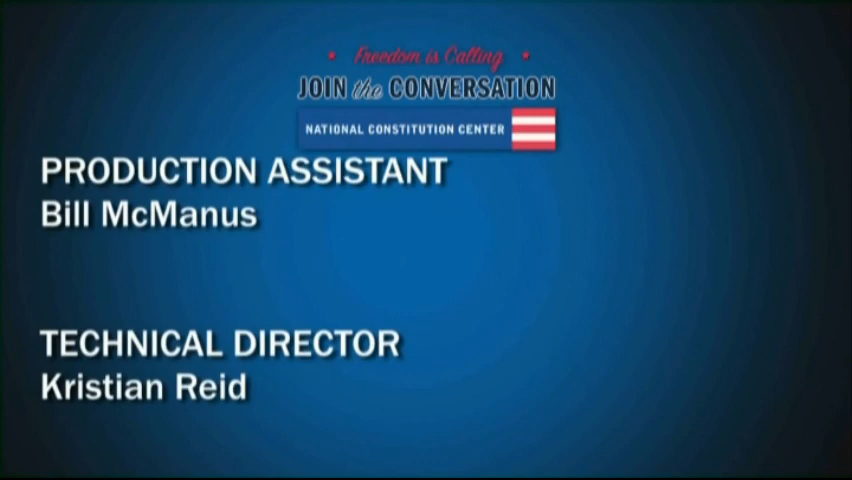 Freedom is Calling
JOIN the CONVERSATION
NATIONAL CONSTITUTION CENTER
PRODUCTION ASSISTANT
Bill McManus
TECHNICAL DIRECTOR
Kristian Reid